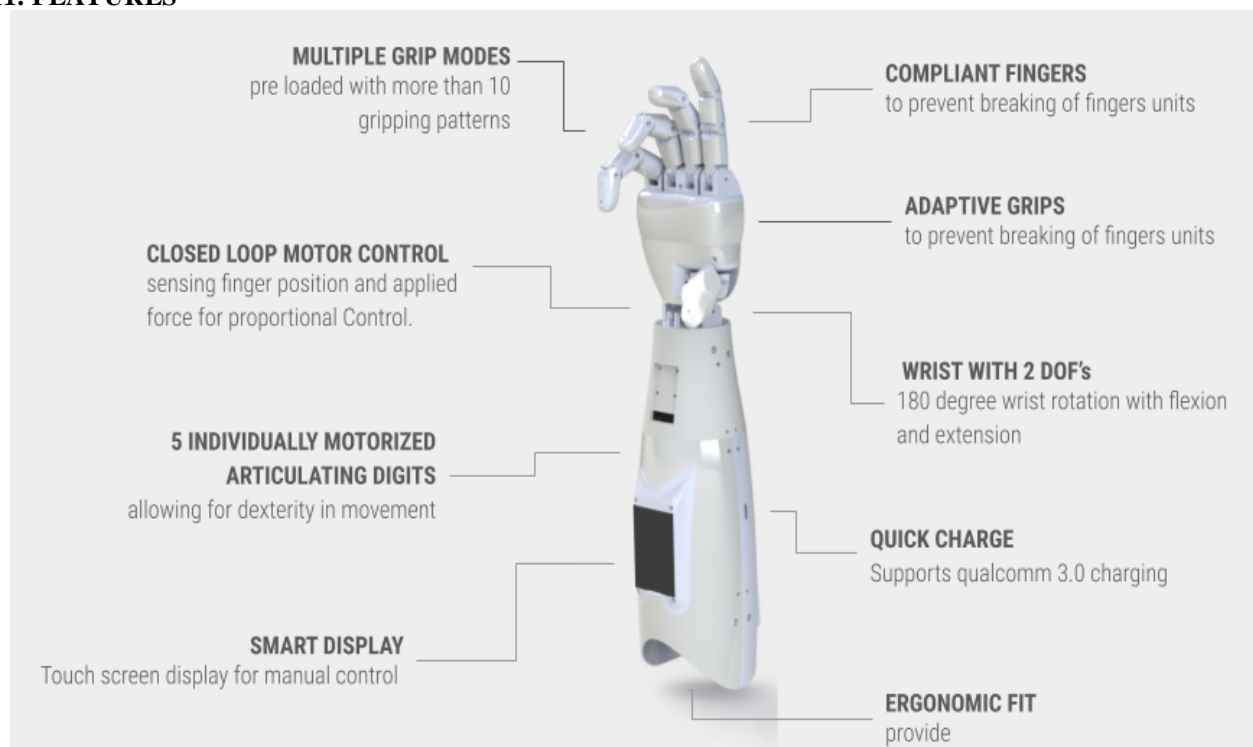 FEATURES
MULTIPLE GRIP MODES
pre loaded with more than 10
gripping patterns
CLOSED LOOP MOTOR CONTROL
sensing finger position and applied
force for proportional Control.
5 INDIVIDUALLY MOTORIZED
ARTICULATING DIGITS
allowing for dexterity in movement
SMART DISPLAY
Touch screen display for manual control
COMPLIANT FINGERS
to prevent breaking of fingers units
ADAPTIVE GRIPS
to prevent breaking of fingers units
WRIST WITH 2 DOF's
180 degree wrist rotation with flexion
and extension
QUICK CHARGE
Supports qualcomm 3.0 charging
ERGONOMIC FIT
provide